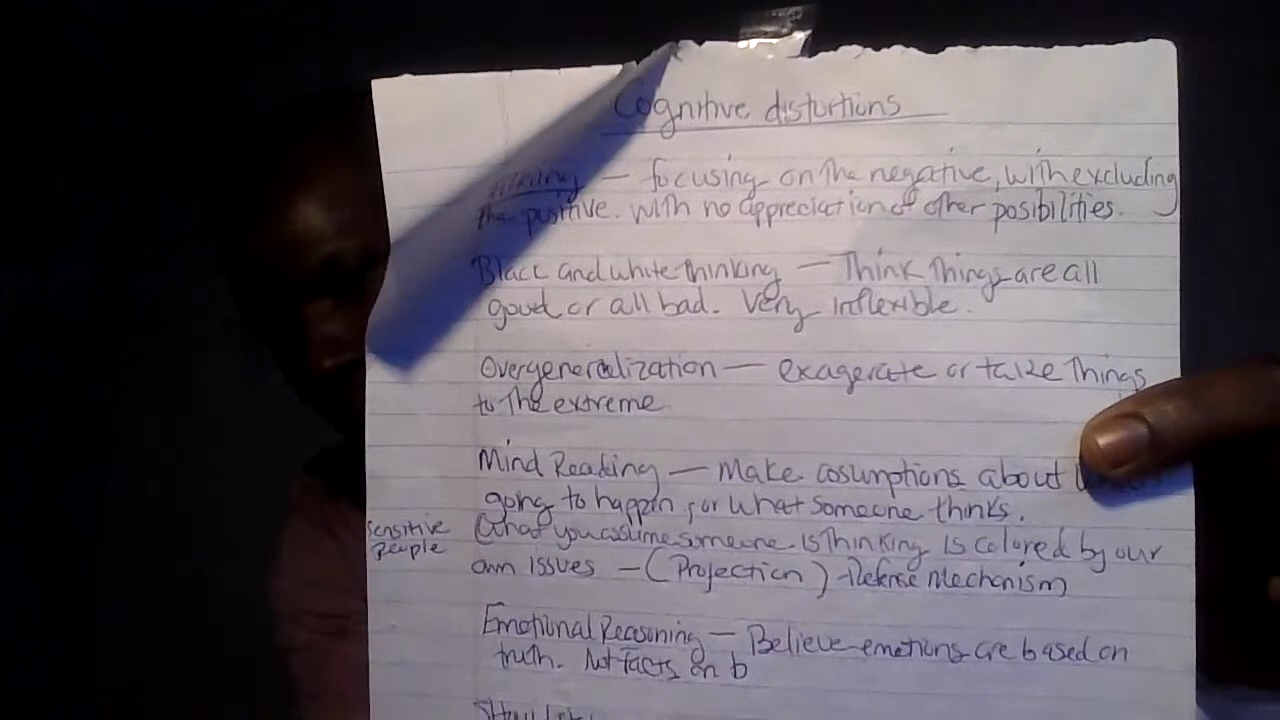 Cognitive distortions
— focusing on the negative, with excluding
the positive. with no appreciation of other posibilities.
Black and white thinking — Think Things are all
good or all bad. Very inflexible.
Overgeneralization — exagerate or take Things
to The extreme.
Mind Reading — Make assumptions about
going to happen, or what someone thinks.
sensitive
people
What you assume someone is Thinking is colored by our
own issues — (Projection) - Defense Mechanism
Emotional Reasoning — Believe emotions are based on
truth. Not facts on b